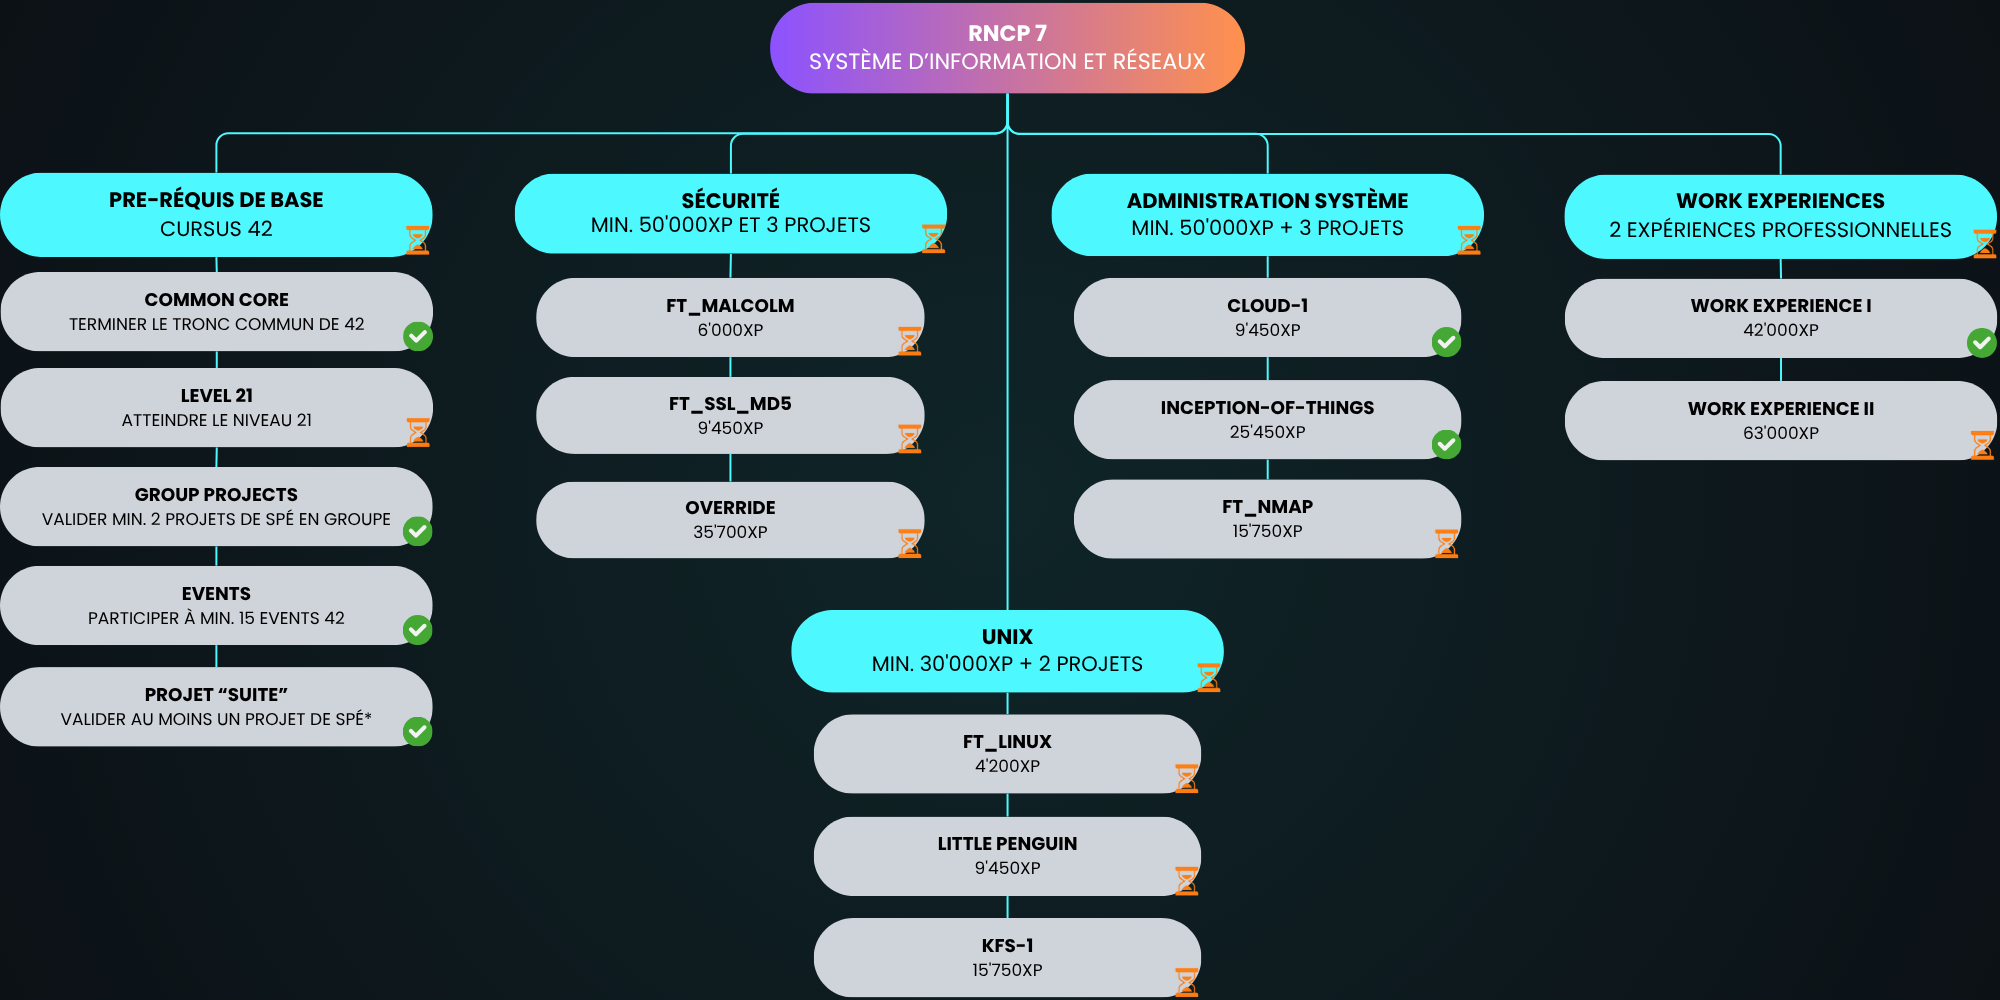 RNCP 7
SYSTÈME D'INFORMATION ET RÉSEAUX
PRE-RÉQUIS DE BASE
CURSUS 42
COMMON CORE
TERMINER LE TRONC COMMUN DE 42
LEVEL 21
ATTEINDRE LE NIVEAU 21
GROUP PROJECTS
VALIDER MIN. 2 PROJETS DE SPÉ EN GROUPE
EVENTS
PARTICIPER À MIN. 15 EVENTS 42
PROJET “SUITE”
VALIDER AU MOINS UN PROJET DE SPÉ*
SÉCURITÉ
MIN. 50'000XP ET 3 PROJETS
FT_MALCOLM
6'000XP
FT_SSL_MD5
9'450XP
OVERRIDE
35'700XP
ADMINISTRATION SYSTÈME
MIN. 50'000XP + 3 PROJETS
CLOUD-1
9'450XP
INCEPTION-OF-THINGS
25'450XP
FT_NMAP
15'750XP
WORK EXPERIENCES
2 EXPÉRIENCES PROFESSIONNELLES
WORK EXPERIENCE I
42'000XP
WORK EXPERIENCE II
63'000XP
UNIX
MIN. 30'000XP + 2 PROJETS
FT_LINUX
4'200XP
LITTLE PENGUIN
9'450XP
KFS-1
15'750XP